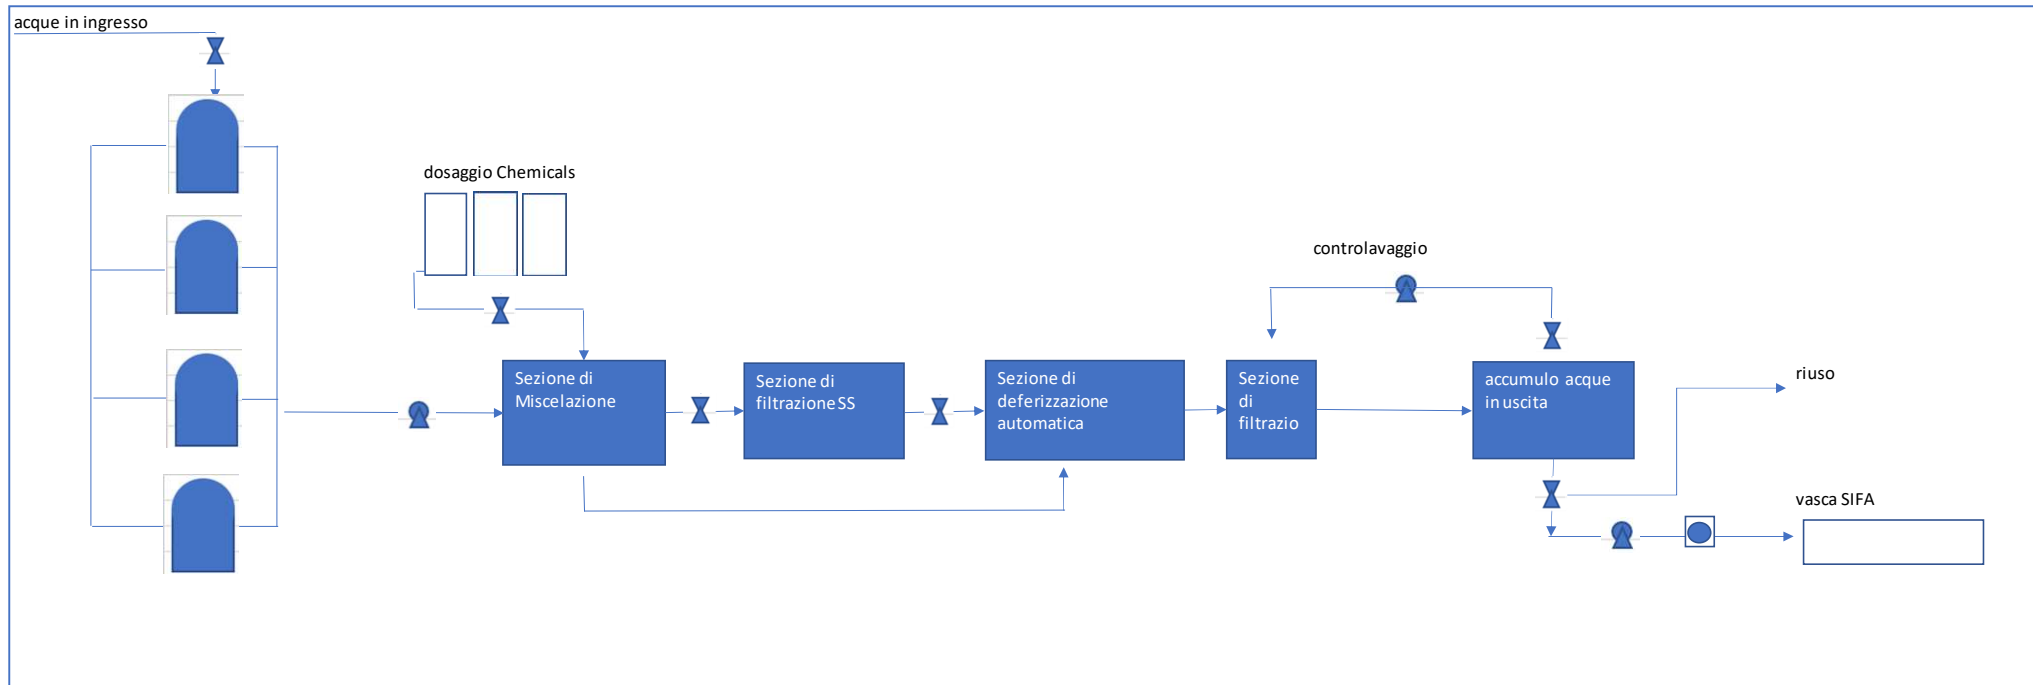 acque in ingresso
dosaggio Chemicals
controlavaggio
Sezione di
Miscelazione
Sezione di
filtrazione SS
Sezione di
deferizzazione
automatica
Sezione
di
filtrazio
accumulo acque
in uscita
riuso
vasca SIFA